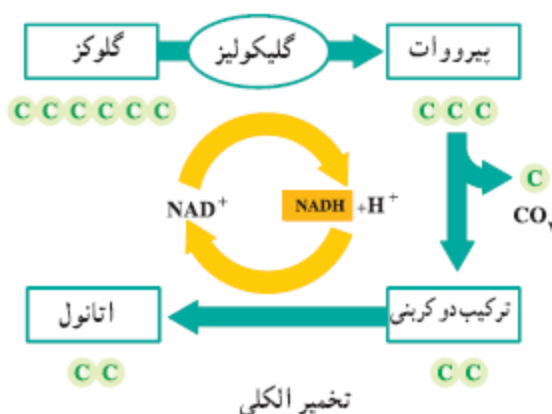 گلوکز
گلیکولیز
پیرووات
C C C C C C
C C C
C
CO₂
NAD⁺
NADH +H⁺
ترکیب دو کربنی
اتانول
C C
C C
تخمیر الکلی